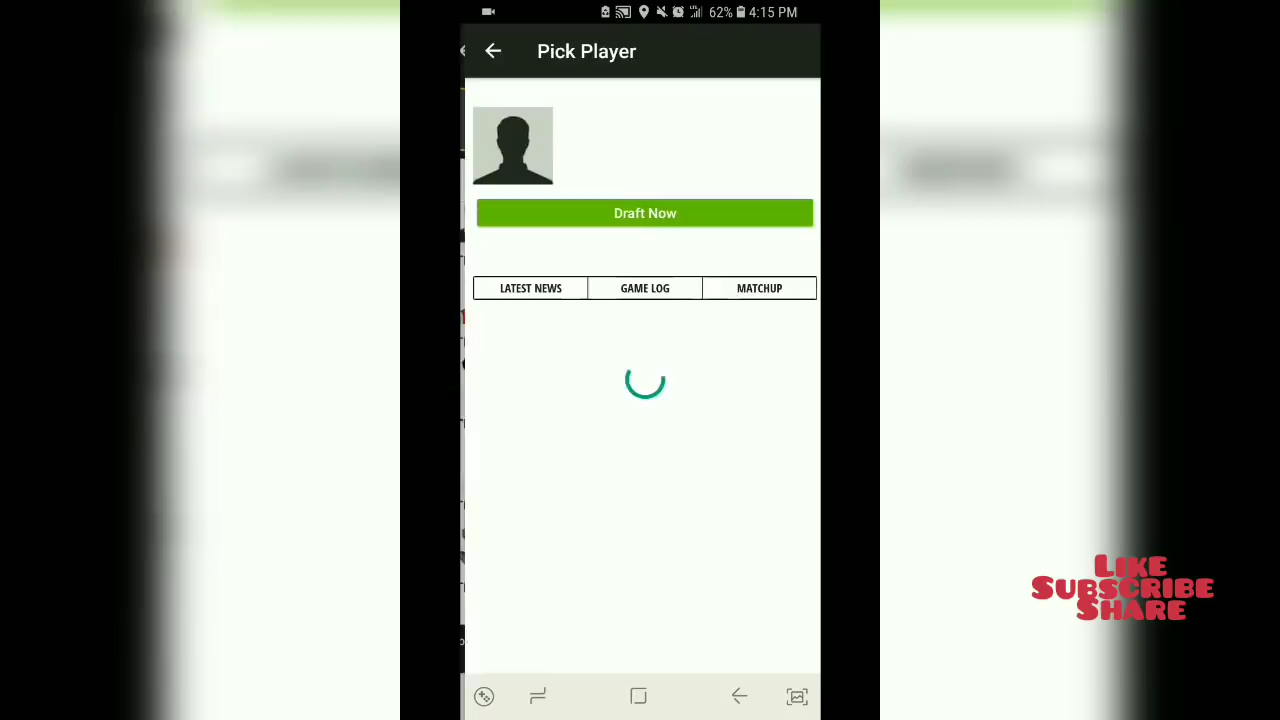 62% 4:15 PM
Pick Player
Draft Now
LATEST NEWS GAME LOG MATCHUP
LIKE
SUBSCRIBE
SHARE